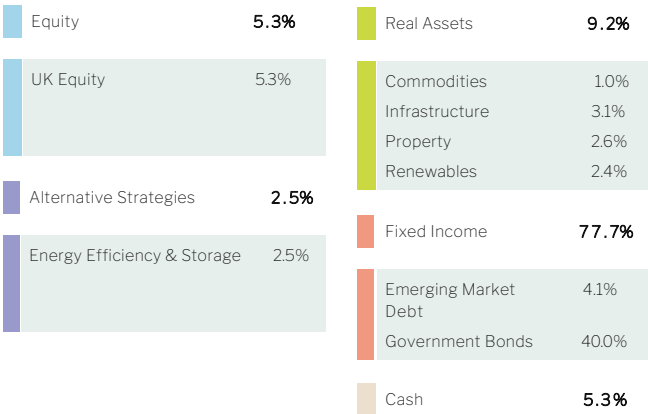 Equity 5.3%
UK Equity 5.3%
Alternative Strategies 2.5%
Energy Efficiency & Storage 2.5%
Real Assets 9.2%
Commodities 1.0%
Infrastructure 3.1%
Property 2.6%
Renewables 2.4%
Fixed Income 77.7%
Emerging Market 4.1%
Debt
Government Bonds 40.0%
Cash 5.3%